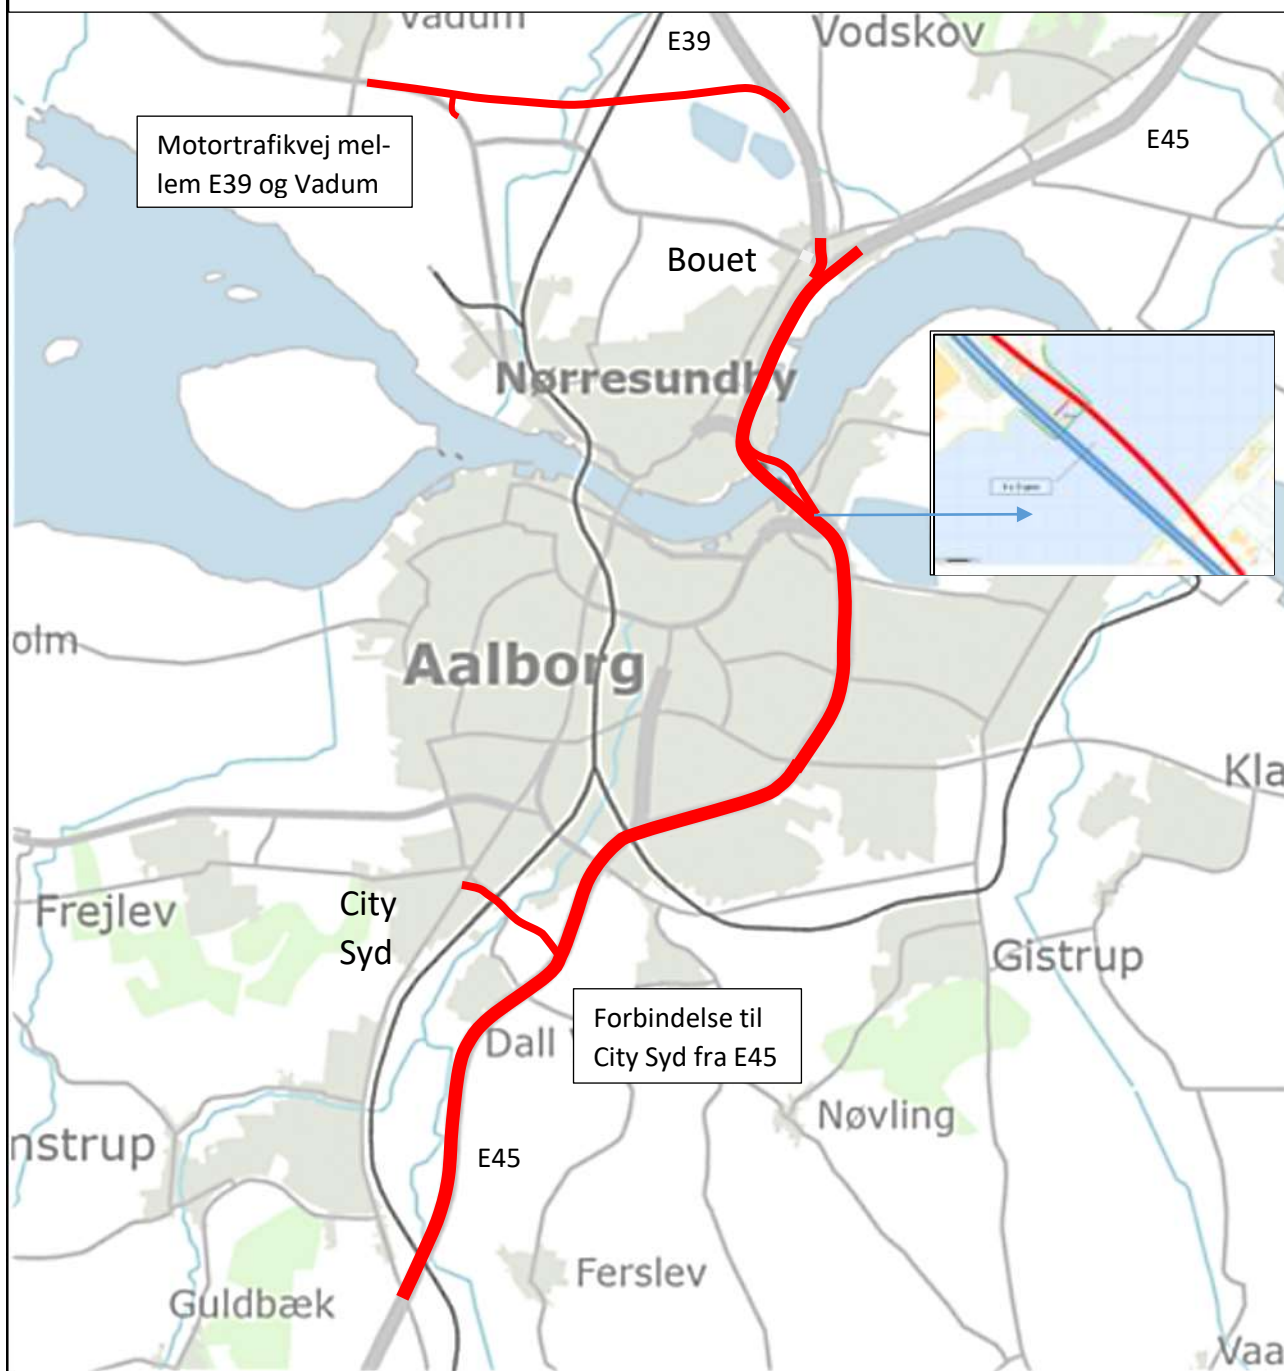 Vadum
E39
Vodskov
E45
Motortrafikvej mel-
lem E39 og Vadum
Bouet
Nørresundby
olm
Aalborg
Kla
City
Syd
Frejlev
Gistrup
Forbindelse til
City Syd fra E45
Dall
Nøvling
nstrup
E45
Ferslev
Guldbæk
Vaa